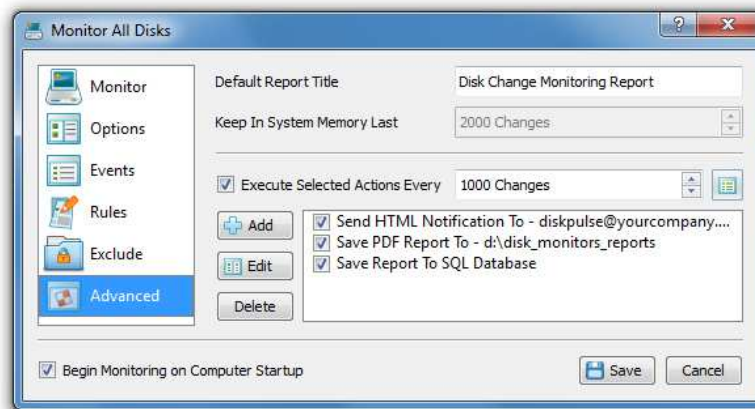 Monitor All Disks
Monitor
Options
Events
Rules
Exclude
Advanced
Default Report Title
Disk Change Monitoring Report
Keep In System Memory Last
2000 Changes
Execute Selected Actions Every
1000 Changes
Add
Edit
Delete
Send HTML Notification To - diskpulse@yourcompany....
Save PDF Report To - d:\disk_monitors_reports
Save Report To SQL Database
Begin Monitoring on Computer Startup
Save
Cancel